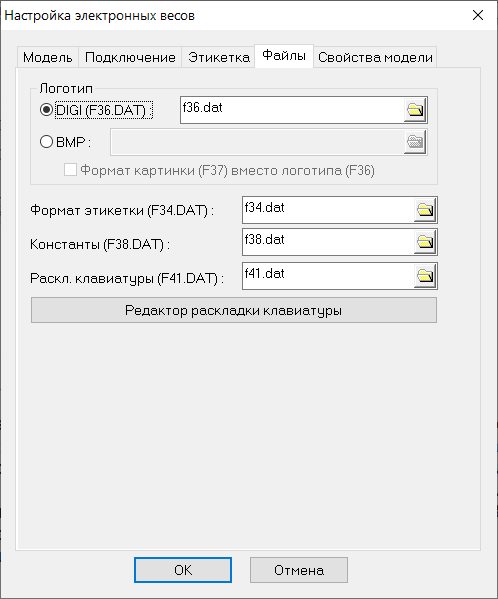 Настройка электронных весов
Модель Подключение Этикетка Файлы Свойства модели
Логотип
DIGI (F36.DAT) : f36.dat
BMP :
Формат картинки (F37) вместо логотипа (F36)
Формат этикетки (F34.DAT) : f34.dat
Константы (F38.DAT) : f38.dat
Раскл. клавиатуры (F41.DAT) : f41.dat
Редактор раскладки клавиатуры
OK Отмена